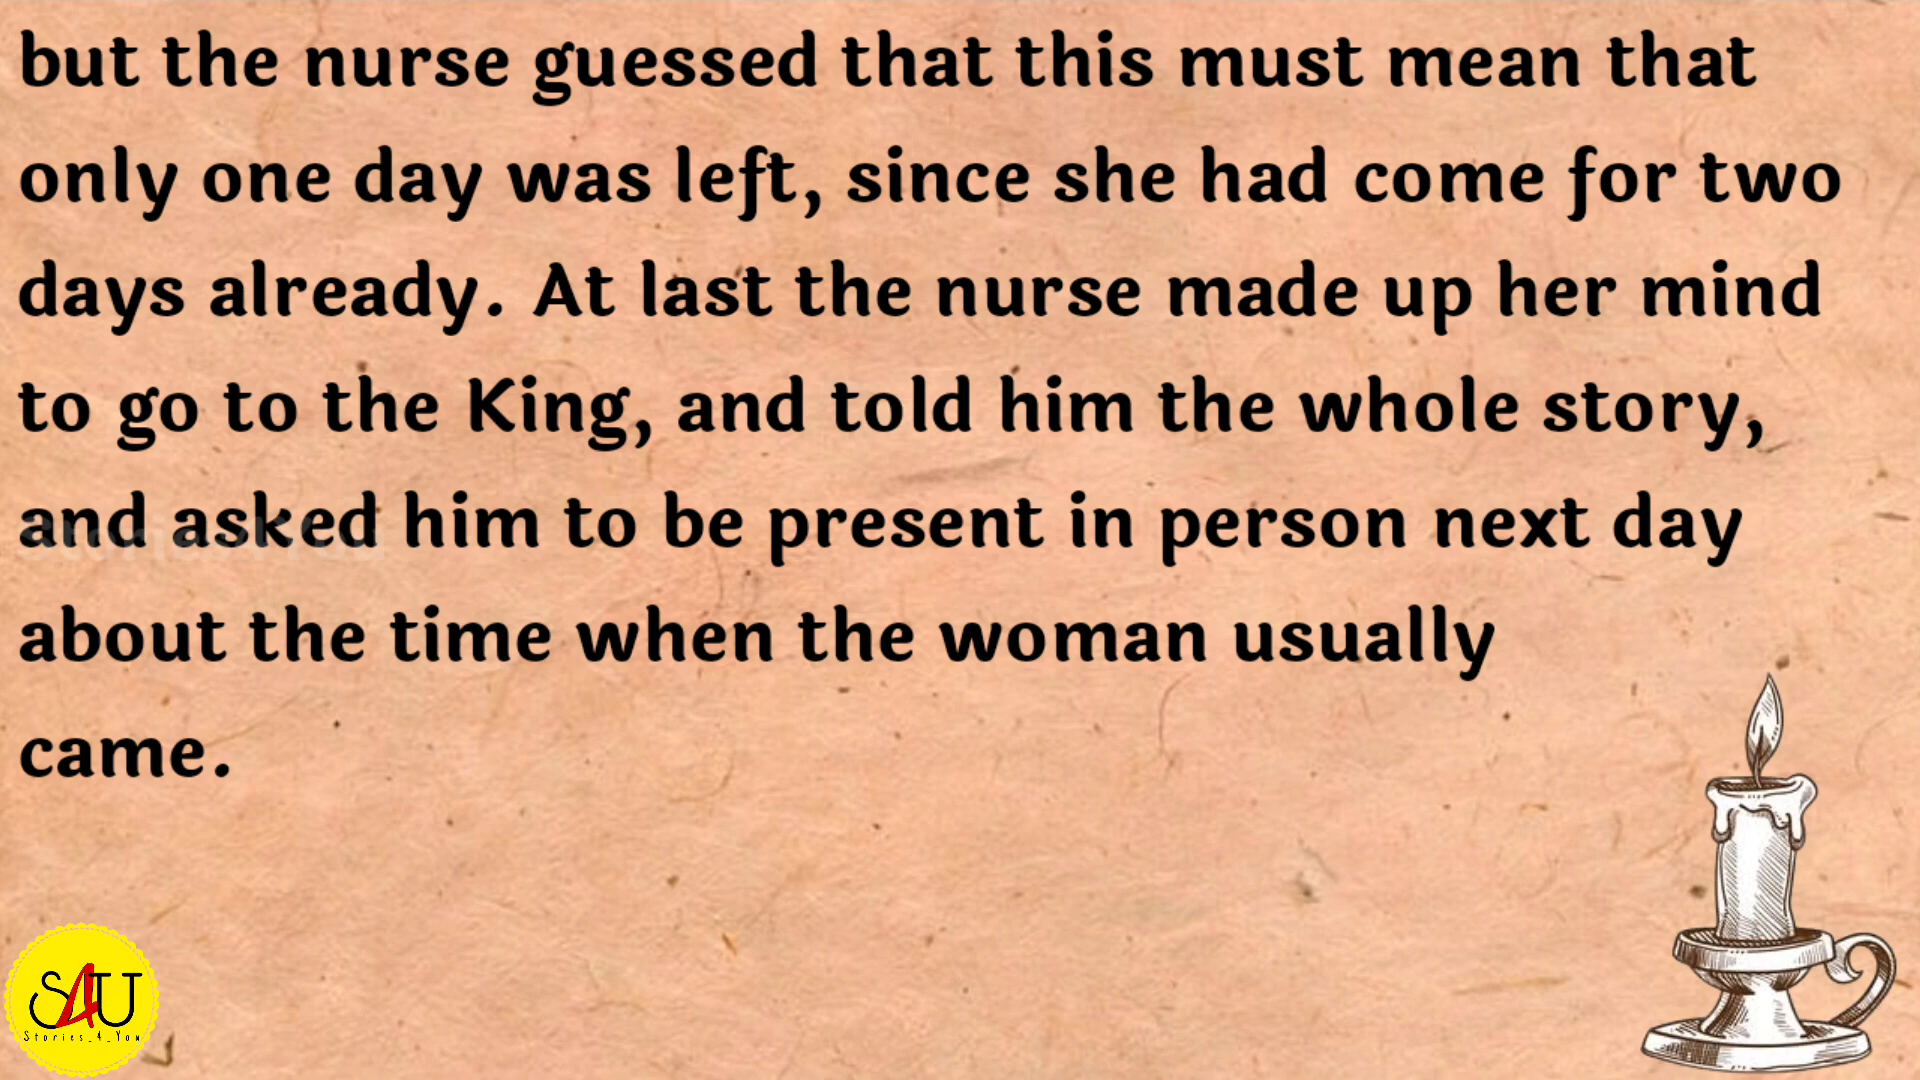 but the nurse guessed that this must mean that
only one day was left, since she had come for two
days already. At last the nurse made up her mind
to go to the King, and told him the whole story,
and asked him to be present in person next day
about the time when the woman usually
came.
S4U
Stories_4_You